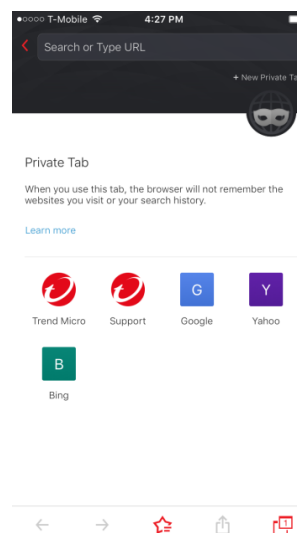 T-Mobile 4:27 PM
Search or Type URL
+ New Private Ta
Private Tab
When you use this tab, the browser will not remember the
websites you visit or your search history.
Learn more
G Y
Trend Micro Support Google Yahoo
B
Bing
1